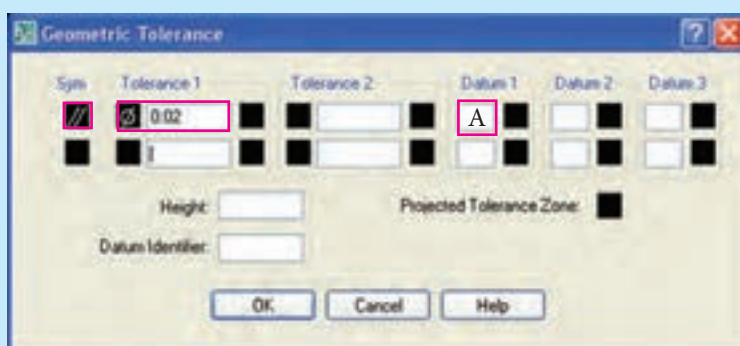 Geometric Tolerance
Sym Tolerance 1 Tolerance 2 Datum 1 Datum 2 Datum 3
// Ø 0.02 A
Height:
Projected Tolerance Zone:
Datum Identifier:
OK Cancel Help